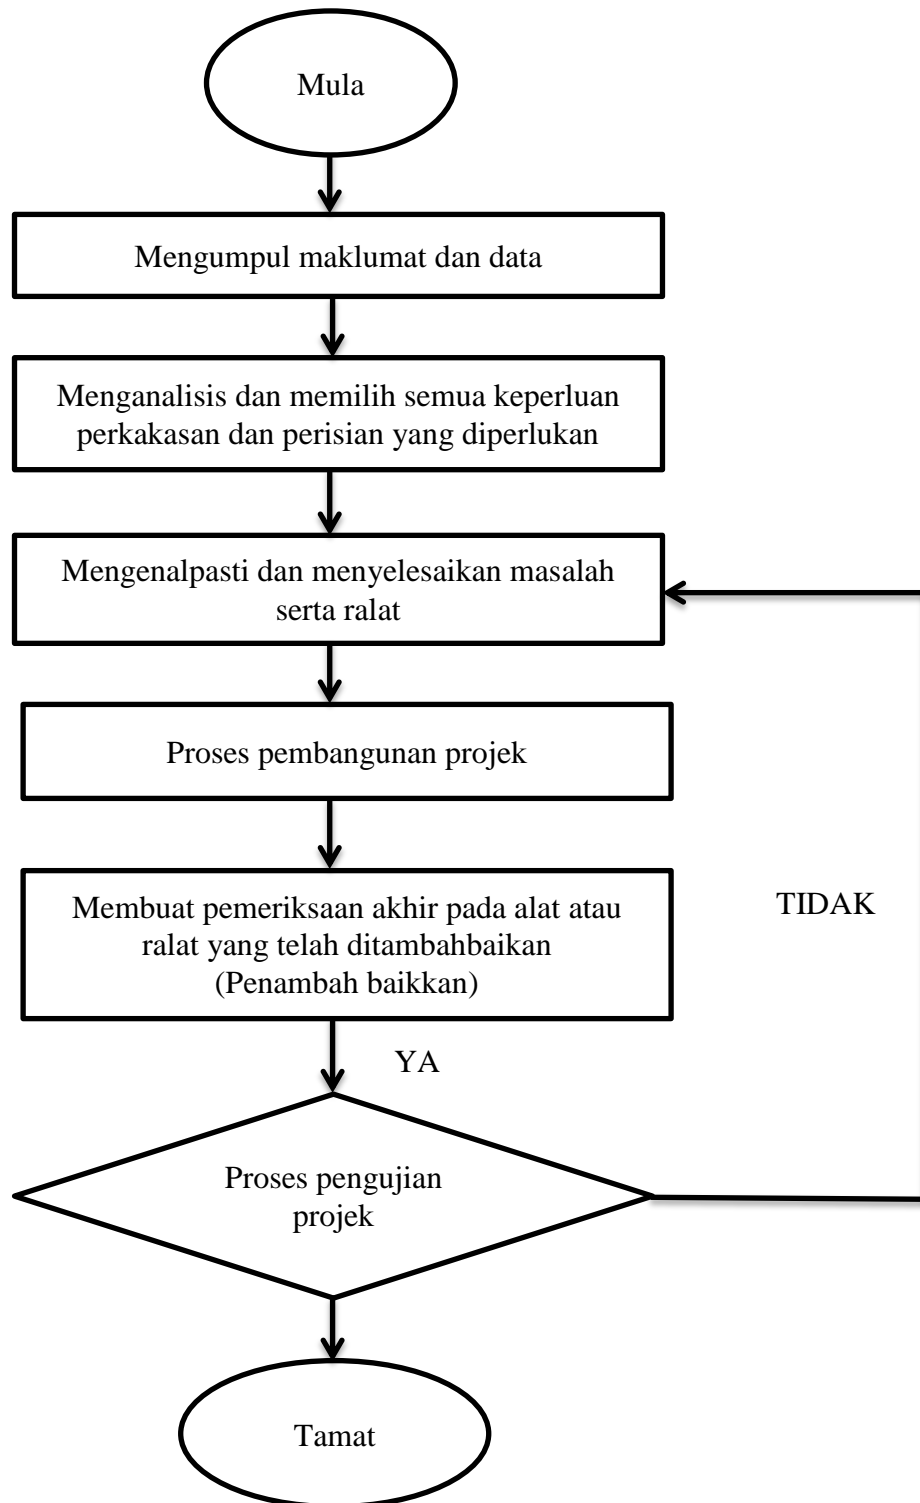 Mula
Mengumpul maklumat dan data
Menganalisis dan memilih semua keperluan
perkakasan dan perisian yang diperlukan
Mengenalpasti dan menyelesaikan masalah
serta ralat
Proses pembangunan projek
Membuat pemeriksaan akhir pada alat atau
ralat yang telah ditambahbaikan
(Penambah baikkan)
TIDAK
YA
Proses pengujian
projek
Tamat